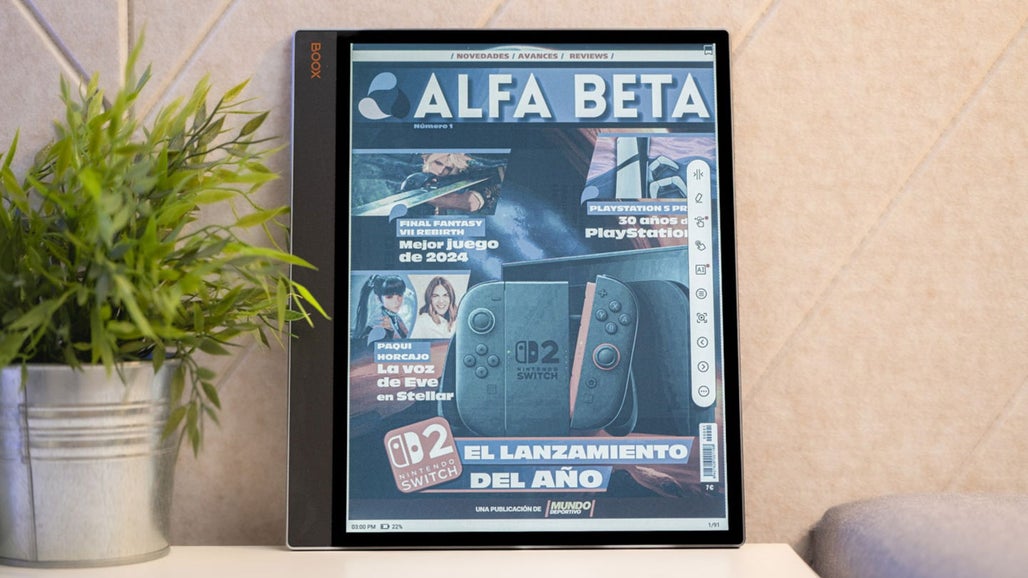 BOOX
/ NOVEDADES / AVANCES / REVIEWS /
ALFA BETA
Número 1
FINAL FANTASY
VII REBIRTH
Mejor juego
de 2024
PLAYSTATION 5 PR
30 años d
PlayStation
PAQUI
HORCAJO
La voz
de Eve
en Stellar
2
NINTENDO
SWITCH
2
NINTENDO
SWITCH
EL LANZAMIENTO
DEL AÑO
7€
UNA PUBLICACIÓN DE MUNDO
DEPORTIVO
AI
03:00 PM 22%
1/91